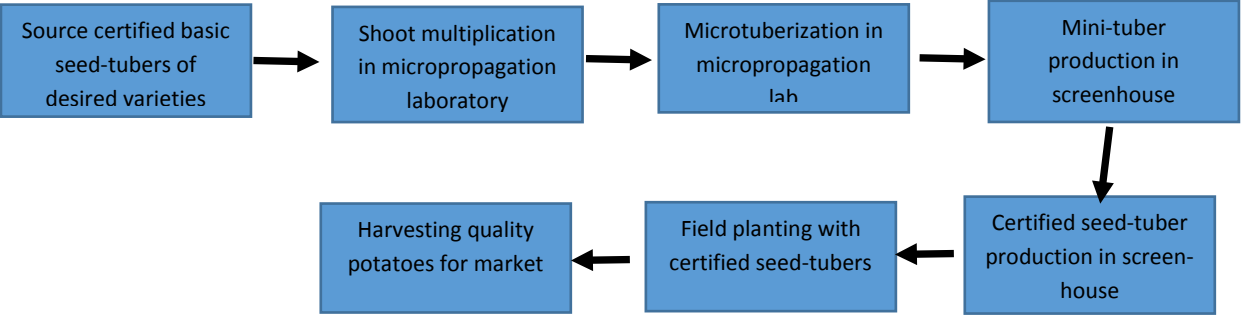 Source certified basic
seed-tubers of
desired varieties
Shoot multiplication
in micropropagation
laboratory
Microtuberization in
micropropagation
lab
Mini-tuber
production in
screenhouse
Certified seed-tuber
production in screen-
house
Field planting with
certified seed-tubers
Harvesting quality
potatoes for market